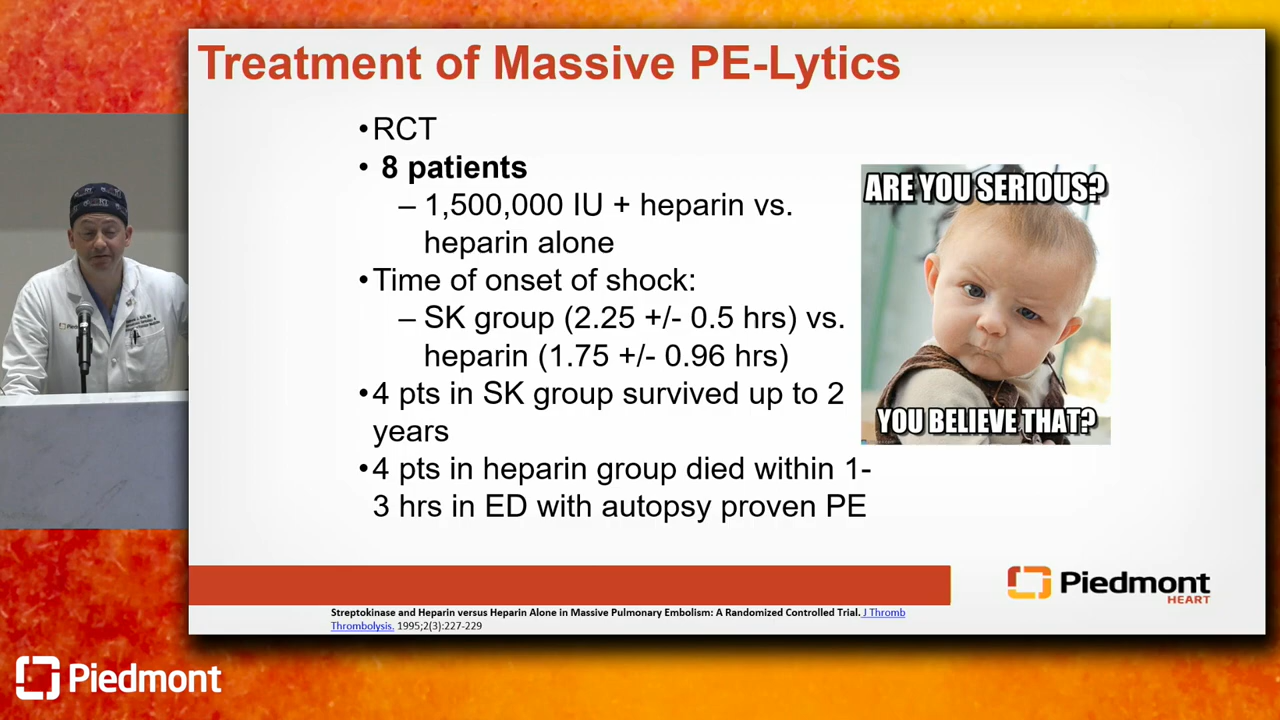 Treatment of Massive PE-Lytics
•RCT
• 8 patients
– 1,500,000 IU + heparin vs.
heparin alone
•Time of onset of shock:
– SK group (2.25 +/- 0.5 hrs) vs.
heparin (1.75 +/- 0.96 hrs)
•4 pts in SK group survived up to 2
years
•4 pts in heparin group died within 1-
3 hrs in ED with autopsy proven PE
ARE YOU SERIOUS?
YOU BELIEVE THAT?
Piedmont
HEART
Streptokinase and Heparin versus Heparin Alone in Massive Pulmonary Embolism: A Randomized Controlled Trial. J Thromb
Thrombolysis. 1995;2(3):227-229
Piedmont